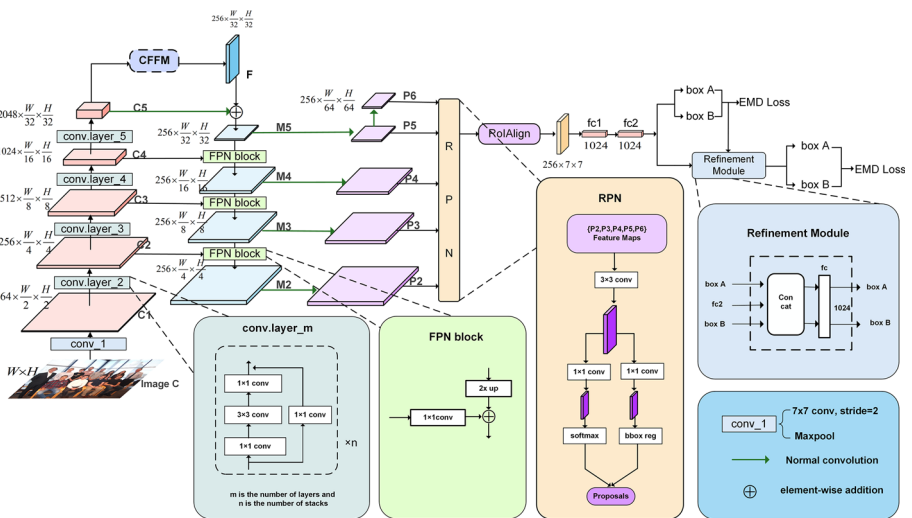 256×W/32×H/32
CFFM
F
2048×W/32×H/32
C5
conv.layer_5
1024×W/16×H/16
C4
conv.layer_4
512×W/8×H/8
C3
conv.layer_3
256×W/4×H/4
C2
conv.layer_2
64×W/2×H/2
C1
conv_1
W×H
Image C
256×W/32×H/32
M5
FPN block
256×W/16×H/16
M4
FPN block
256×W/8×H/8
M3
FPN block
256×W/4×H/4
M2
256×W/64×H/64
P6
P5
P4
P3
P2
R
P
N
RoIAlign
256×7×7
fc1
1024
fc2
1024
box A
box B
EMD Loss
Refinement
Module
box A
box B
EMD Loss
conv.layer_m
1×1 conv
3×3 conv
1×1 conv
1×1 conv
×n
m is the number of layers and
n is the number of stacks
FPN block
2x up
1×1conv
RPN
{P2,P3,P4,P5,P6}
Feature Maps
3×3 conv
1×1 conv
1×1 conv
softmax
bbox reg
Proposals
Refinement Module
box A
fc2
box B
Con
cat
fc
1024
box A
box B
conv_1
7x7 conv, stride=2
Maxpool
Normal convolution
element-wise addition